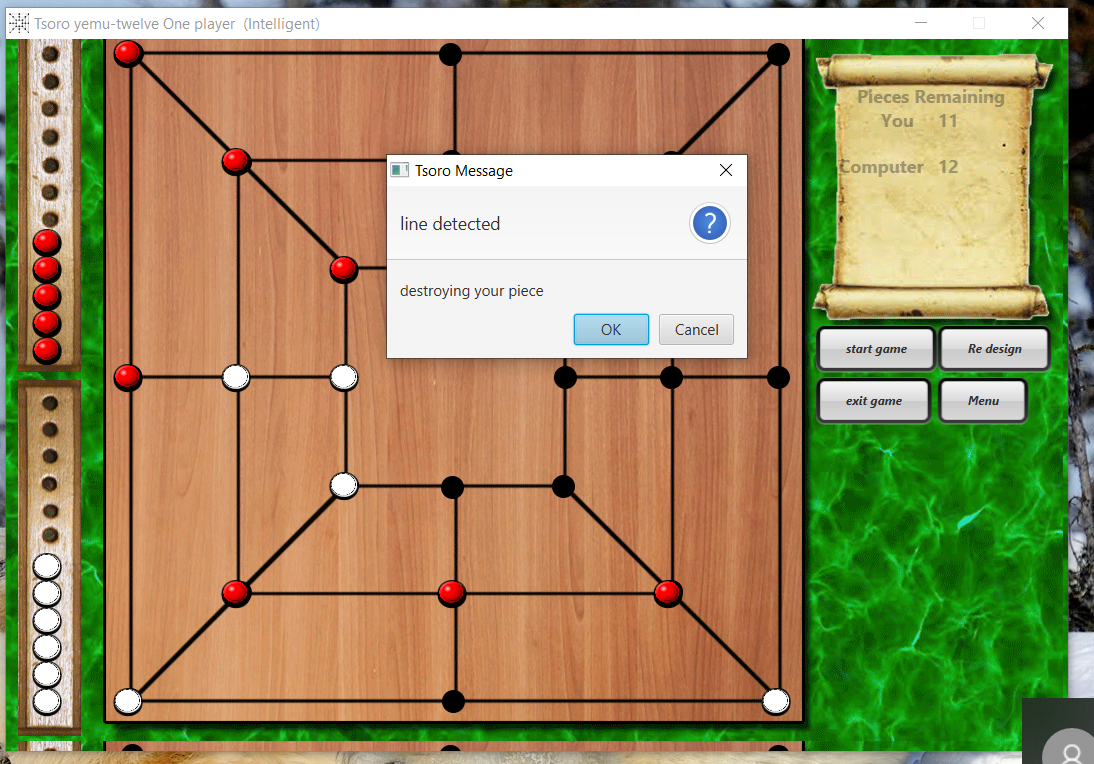 Tsoro yemu-twelve One player (Intelligent)
Pieces Remaining
You 11
Computer 12
Tsoro Message
line detected
?
destroying your piece
OK
Cancel
start game
Re design
exit game
Menu